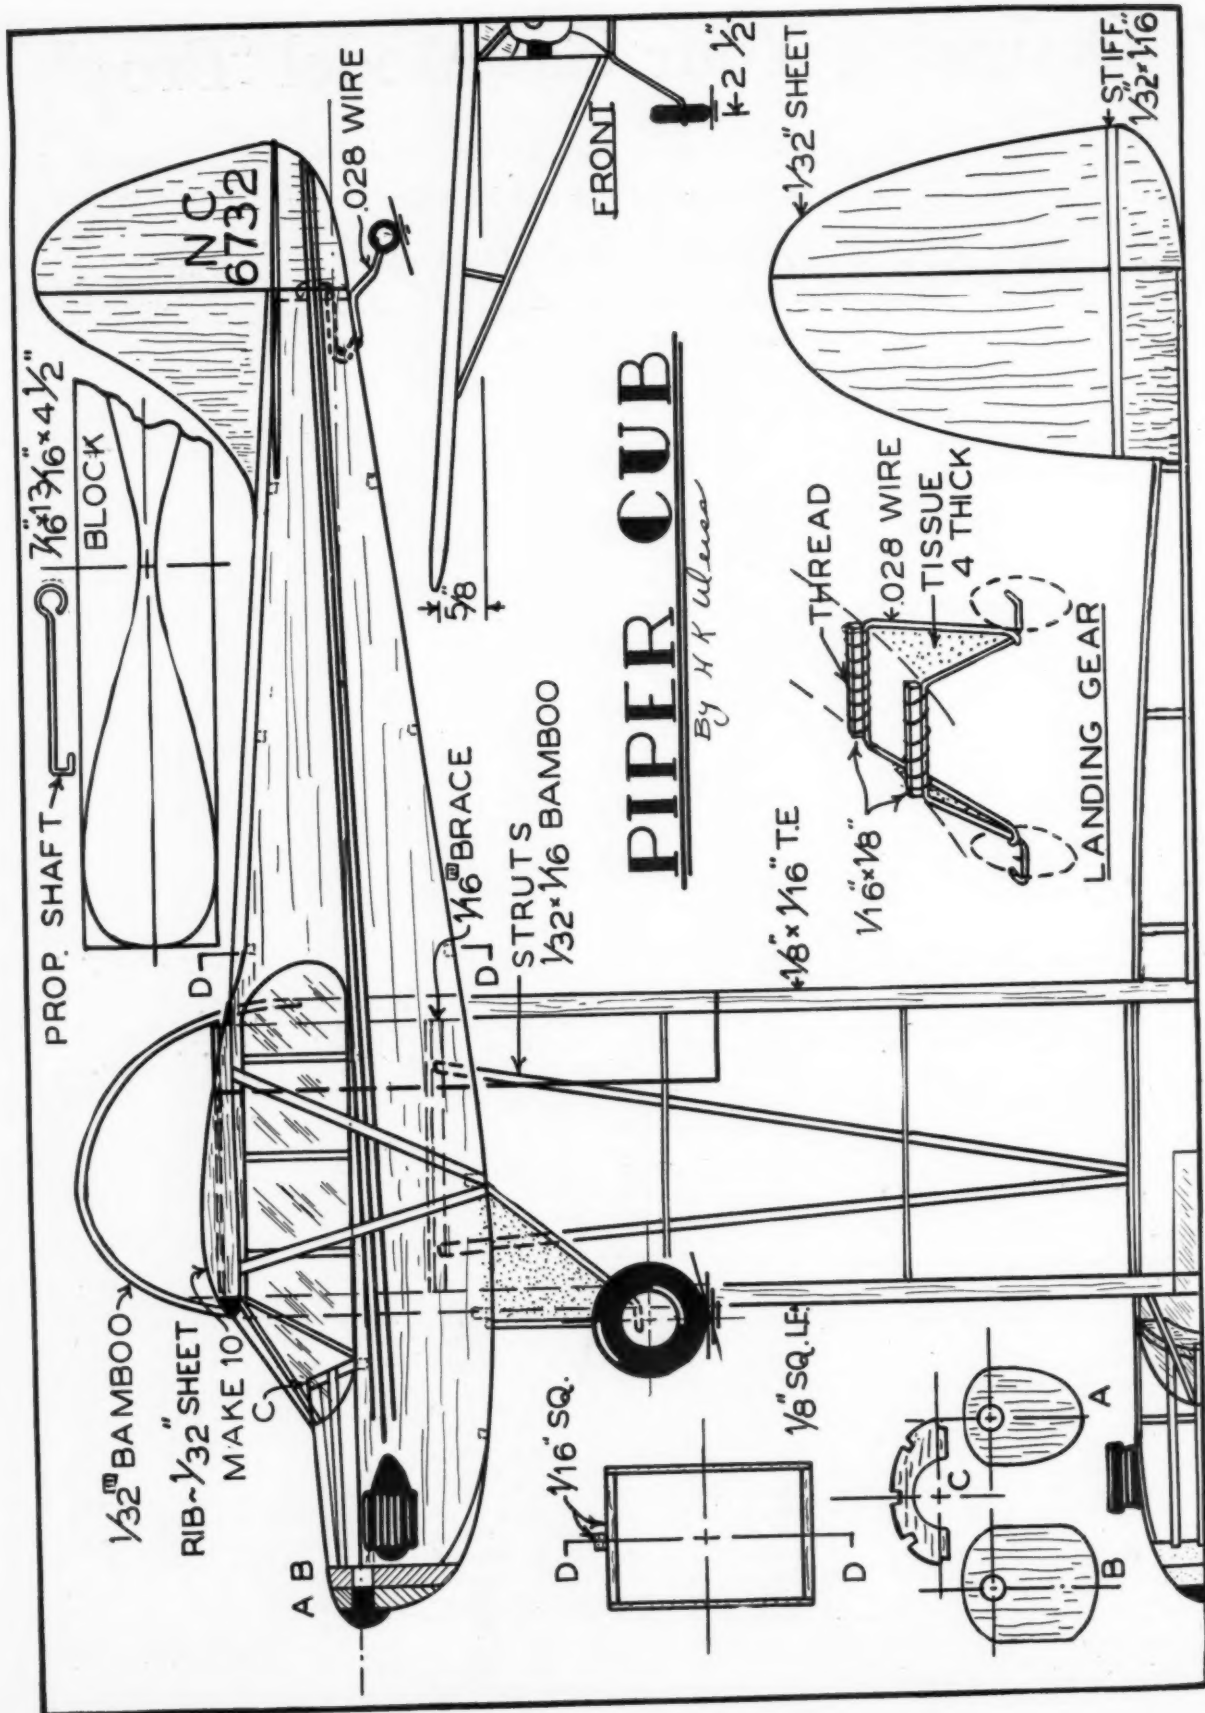 PROP. SHAFT
7/16"×13/16"×4 1/2"
BLOCK
N C
6732
.028 WIRE
1/32" BAMBOO
RIB~1/32" SHEET
MAKE 10
C
A B
D
D
1/16" BRACE
STRUTS
1/32×1/16 BAMBOO
5/8"
FRONT
2 1/2"
PIPER CUB
By H K
1/16" SQ.
D
D
1/8" SQ. L.E.
1/8"×1/16" T.E
1/32" SHEET
STIFF.
1/32"×1/16"
THREAD
.028 WIRE
TISSUE
4 THICK
1/16"×1/8"
LANDING GEAR
C
B
A